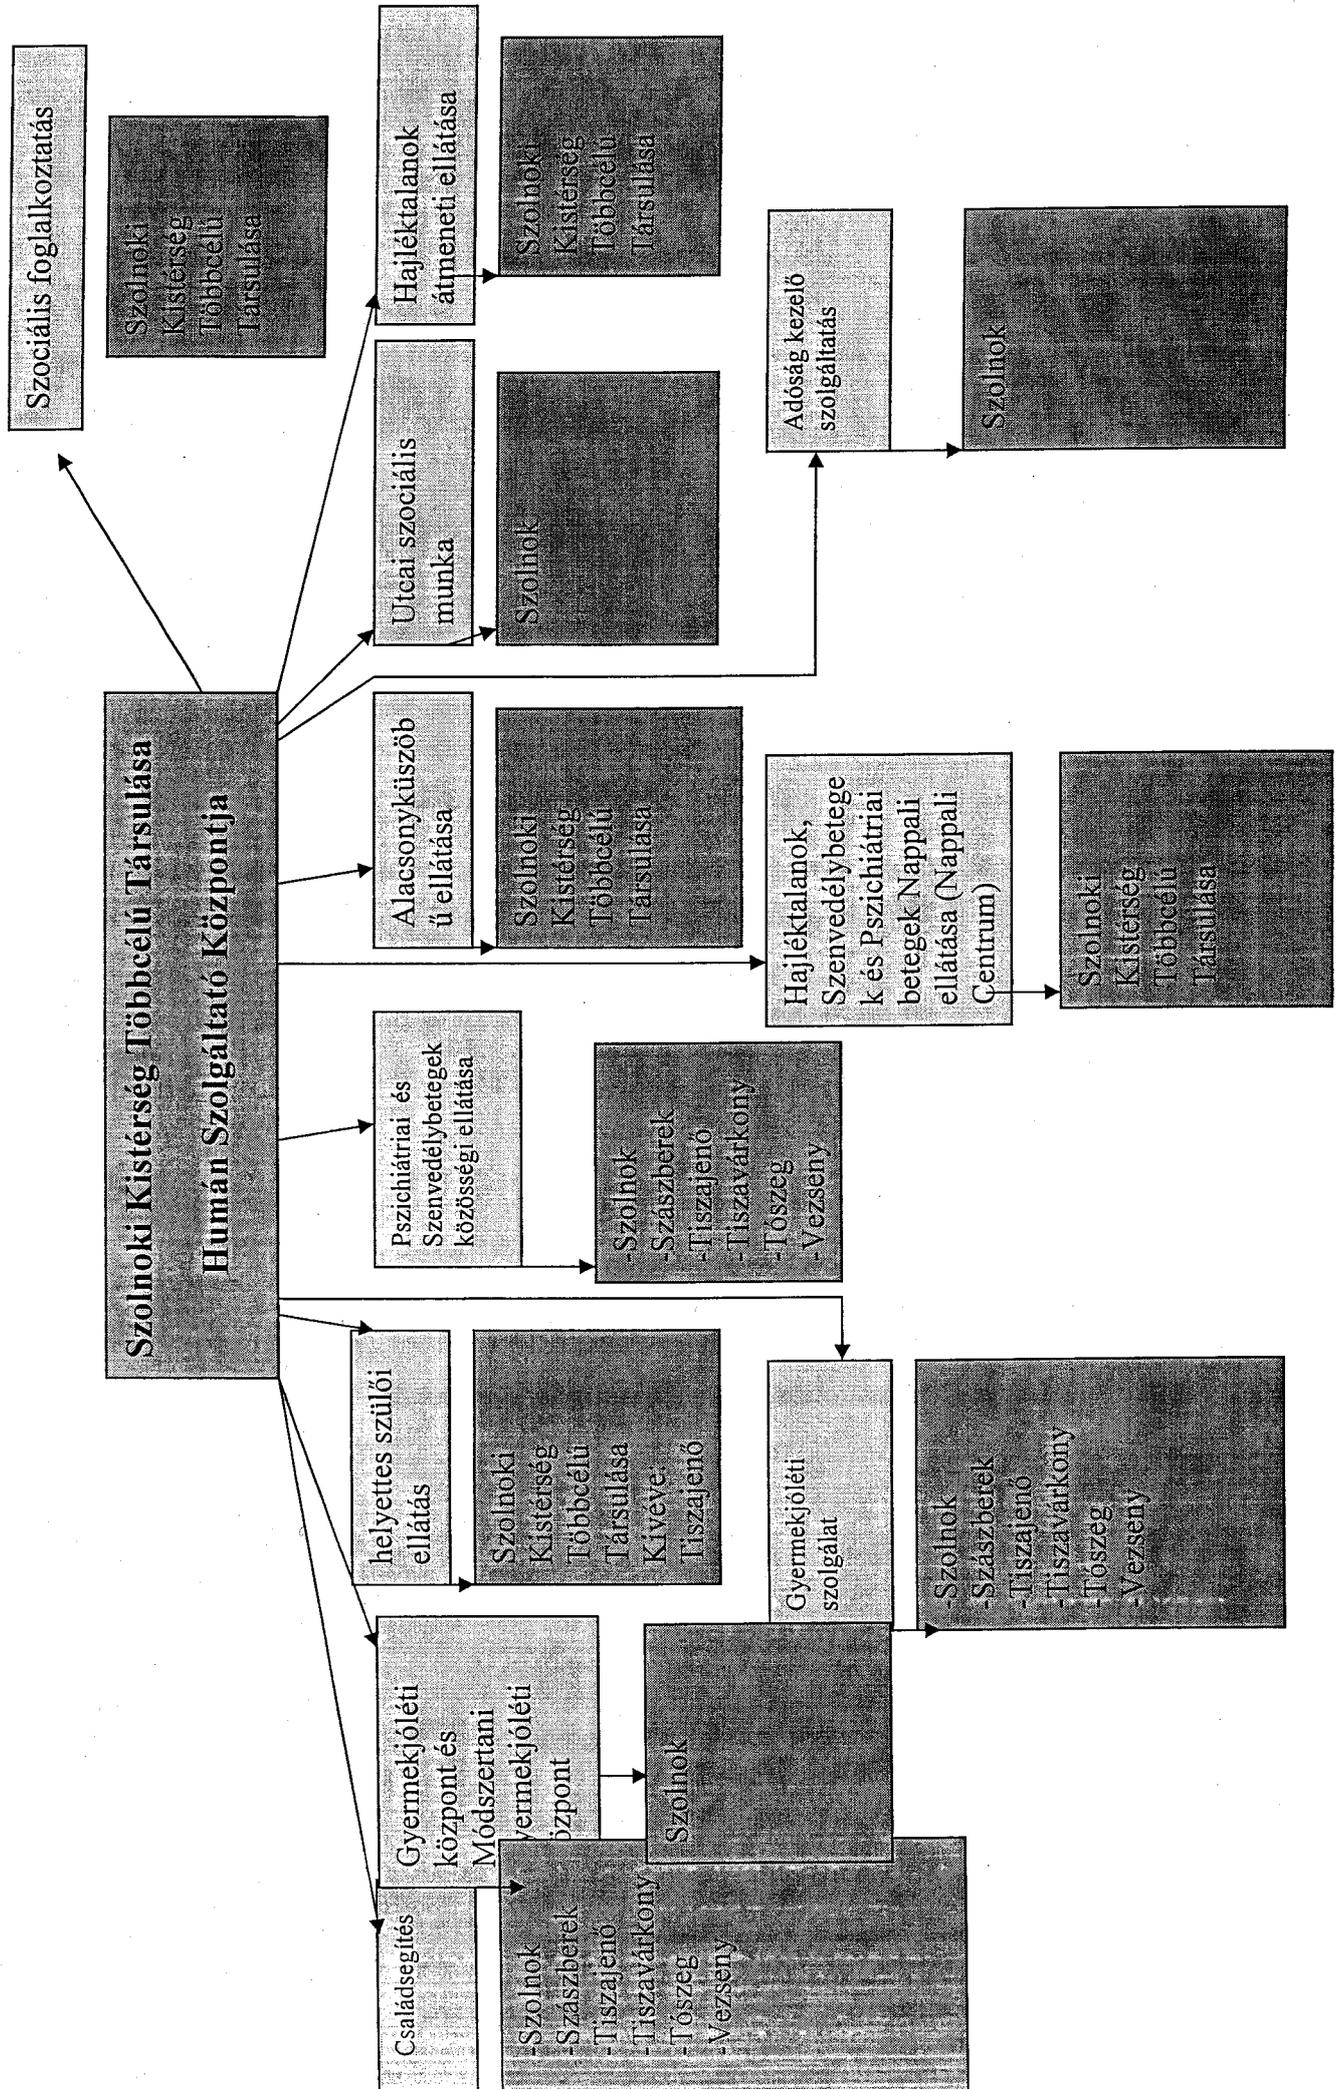 Szolnoki Kistérség Többcélú Társulása
Humán Szolgáltató Központja
Családsegítés
-Szolnok
-Szászberek
-Tiszajenő
-Tiszavárkony
-Tószeg
-Vezseny
Gyermekjóléti
központ és
Módszertani
yermekjóléti
özpont
Szolnok
helyettes szülői
ellátás
Szolnoki
Kistérség
Többcélú
Társulása
Kivéve:
Tiszajenő
Gyermekjóléti
szolgálat
-Szolnok
-Szászberek
-Tiszajenő
-Tiszavárkony
-Tószeg
-Vezseny
Pszichiátriai és
Szenvedélybetegek
közösségi ellátása
-Szolnok
-Szászberek
-Tiszajenő
-Tiszavárkony
-Tószeg
-Vezseny
Alacsonyküszöb
ű ellátása
Szolnoki
Kistérség
Többcélú
Társulása
Hajléktalanok,
Szenvedélybetege
k és Pszichiátriai
betegek Nappali
ellátása (Nappali
Centrum)
Szolnoki
Kistérség
Többcélú
Társulása
Utcai szociális
munka
Szolnok
Adóság kezelő
szolgáltatás
Szolnok
Hajléktalanok
átmeneti ellátása
Szolnoki
Kistérség
Többcélú
Társulása
Szociális foglalkoztatás
Szolnoki
Kistérség
Többcélú
Társulása